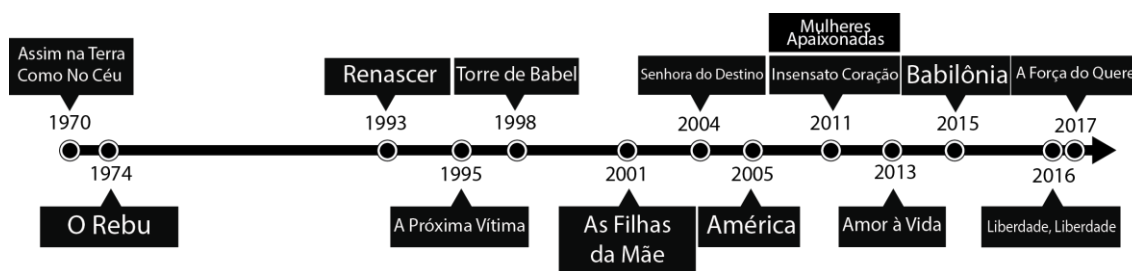 Assim na Terra
Como No Céu
1970
1974
O Rebu
Renascer
1993
1995
A Próxima Vítima
Torre de Babel
1998
2001
As Filhas
da Mãe
Senhora do Destino
2004
2005
América
Mulheres
Apaixonadas
Insensato Coração
2011
2013
Amor à Vida
Babilônia
2015
2016
Liberdade, Liberdade
A Força do Quere
2017